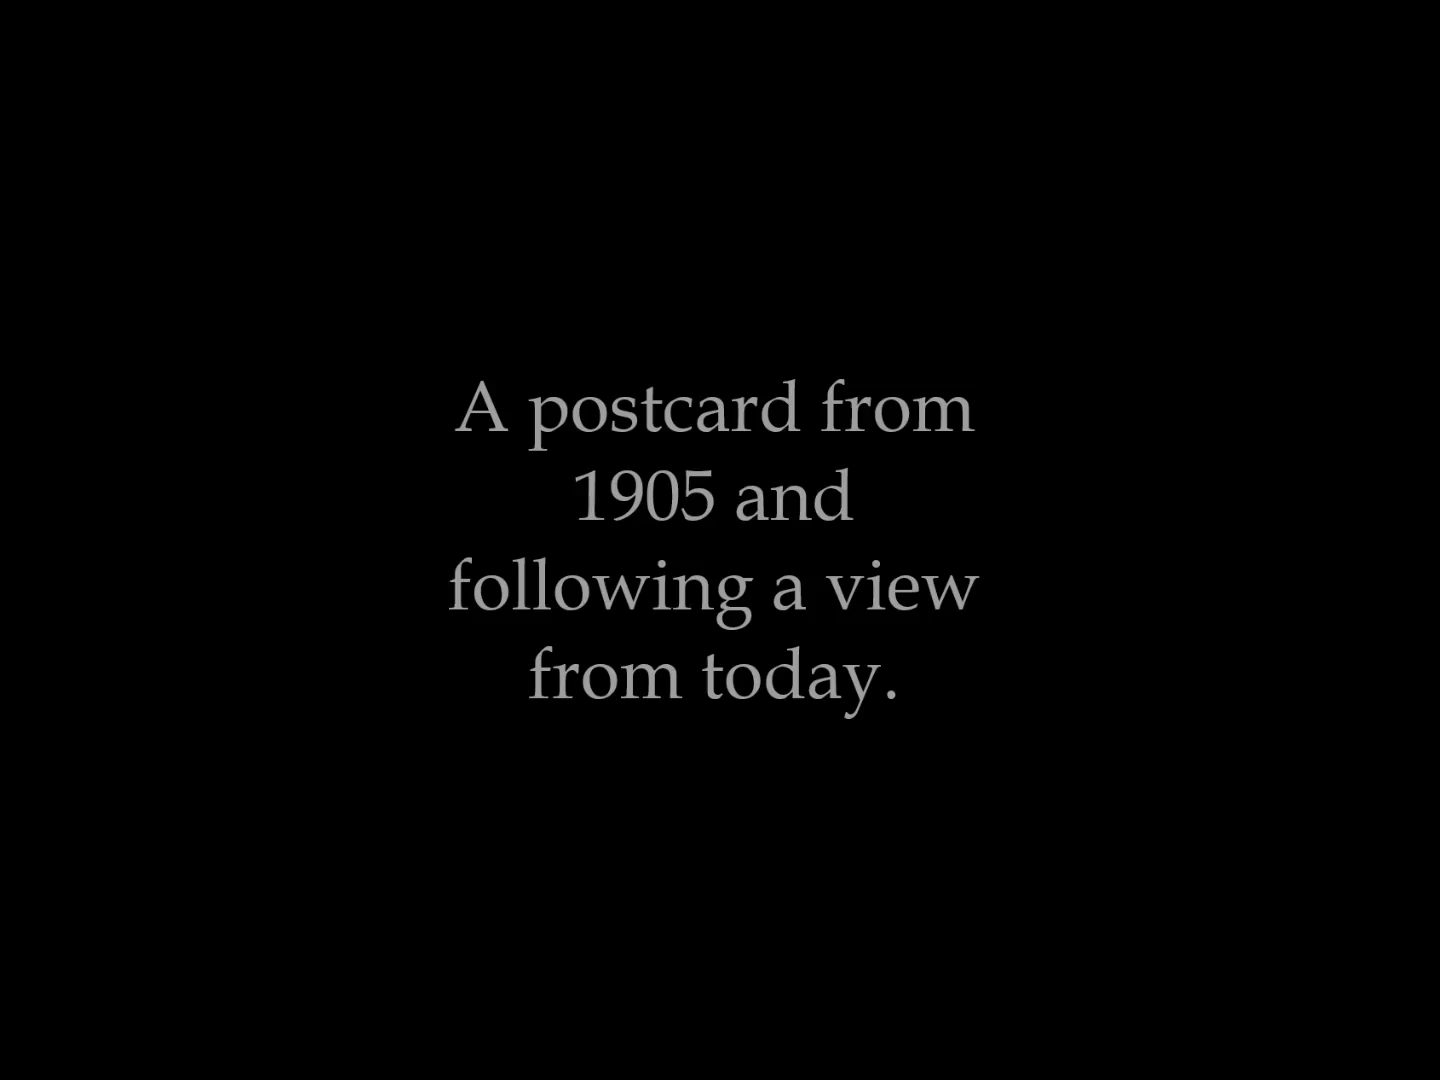 A postcard from
1905 and
following a view
from today.